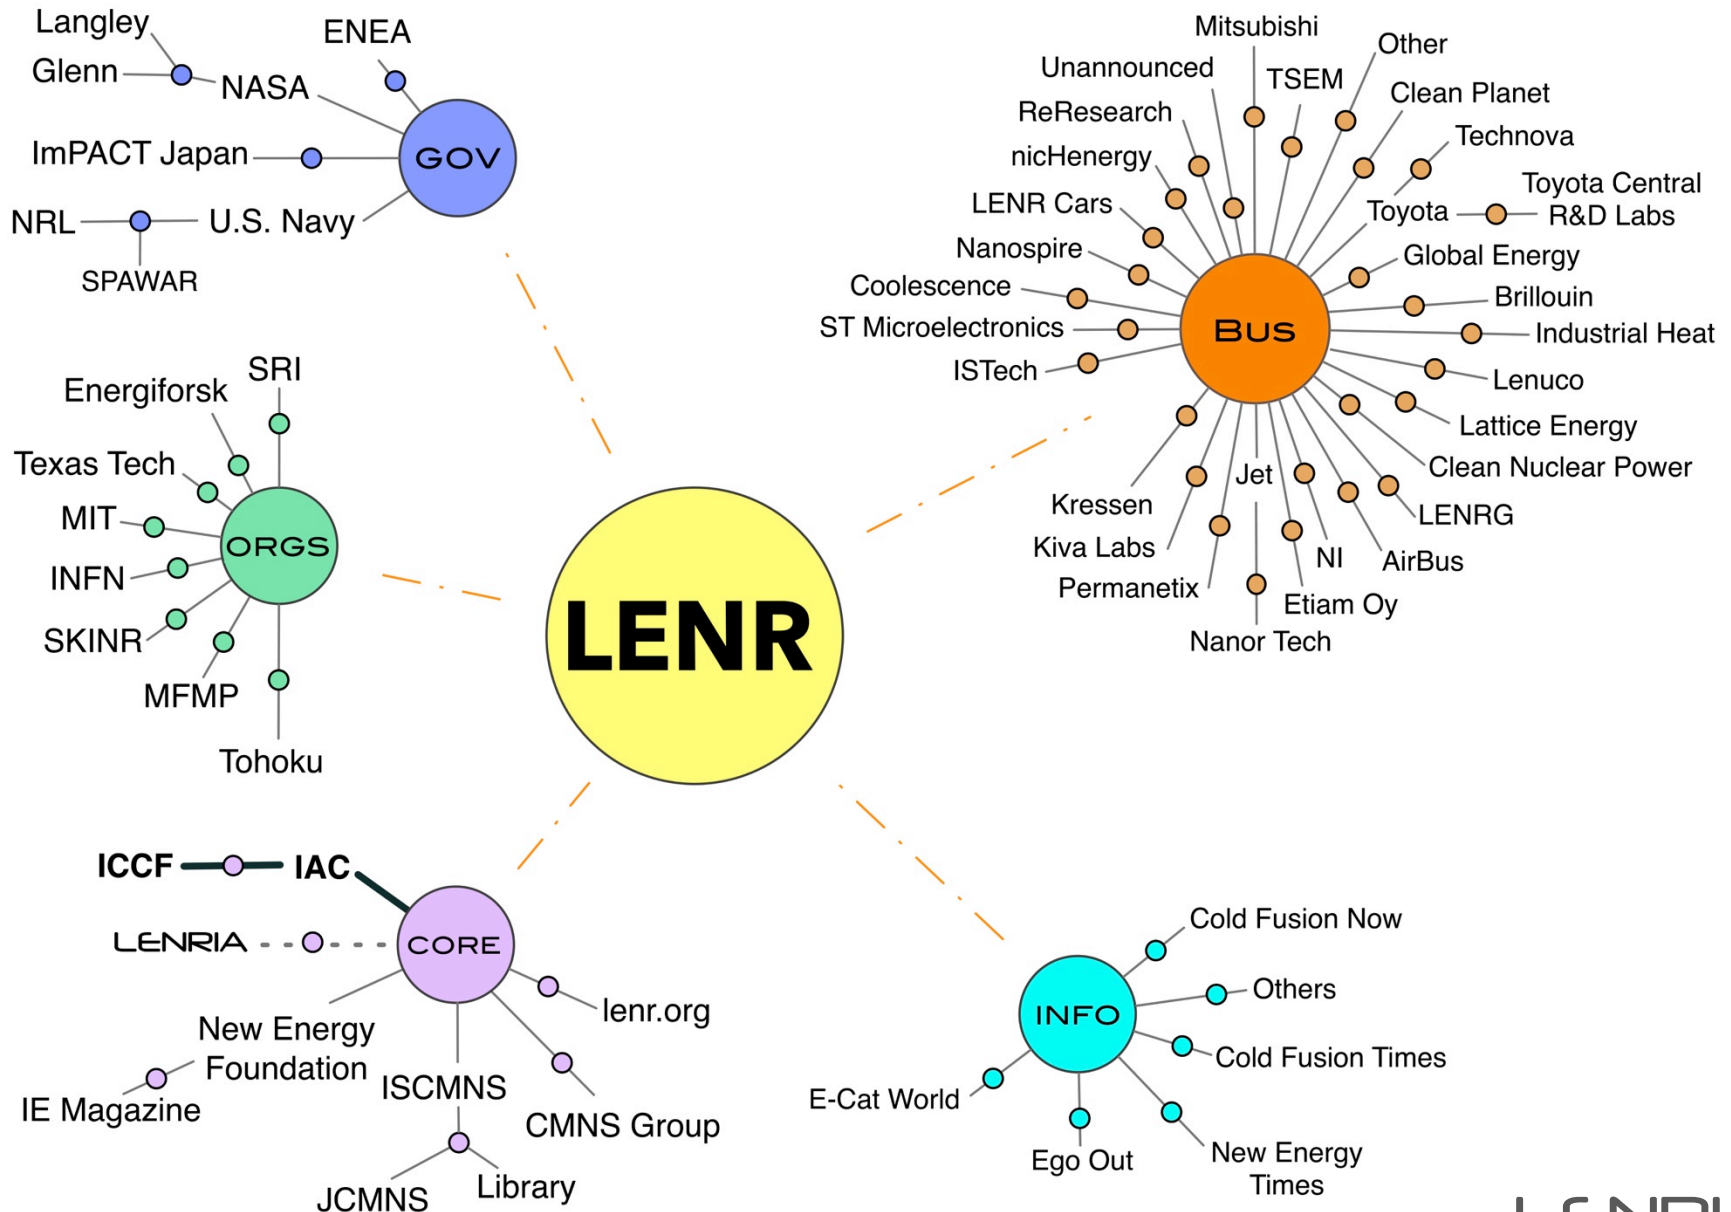 Langley
Glenn
NASA
ENEA
ImPACT Japan
GOV
NRL
U.S. Navy
SPAWAR
Mitsubishi
Other
Unannounced
TSEM
Clean Planet
ReResearch
Technova
nicHenergy
Toyota Central
R&D Labs
LENR Cars
Toyota
Nanospire
Global Energy
Coolescence
Brillouin
ST Microelectronics
Bus
Industrial Heat
ISTech
Lenuco
Lattice Energy
Clean Nuclear Power
Jet
Kressen
LENRG
Kiva Labs
NI
AirBus
Permanetix
Etiam Oy
Nanor Tech
SRI
Energiforsk
Texas Tech
MIT
ORGS
INFN
SKINR
MFMP
Tohoku
LENR
ICCF
IAC
LENRIA
CORE
New Energy
Foundation
lenr.org
IE Magazine
ISCMNS
CMNS Group
JCMNS
Library
Cold Fusion Now
Others
INFO
Cold Fusion Times
E-Cat World
Ego Out
New Energy
Times